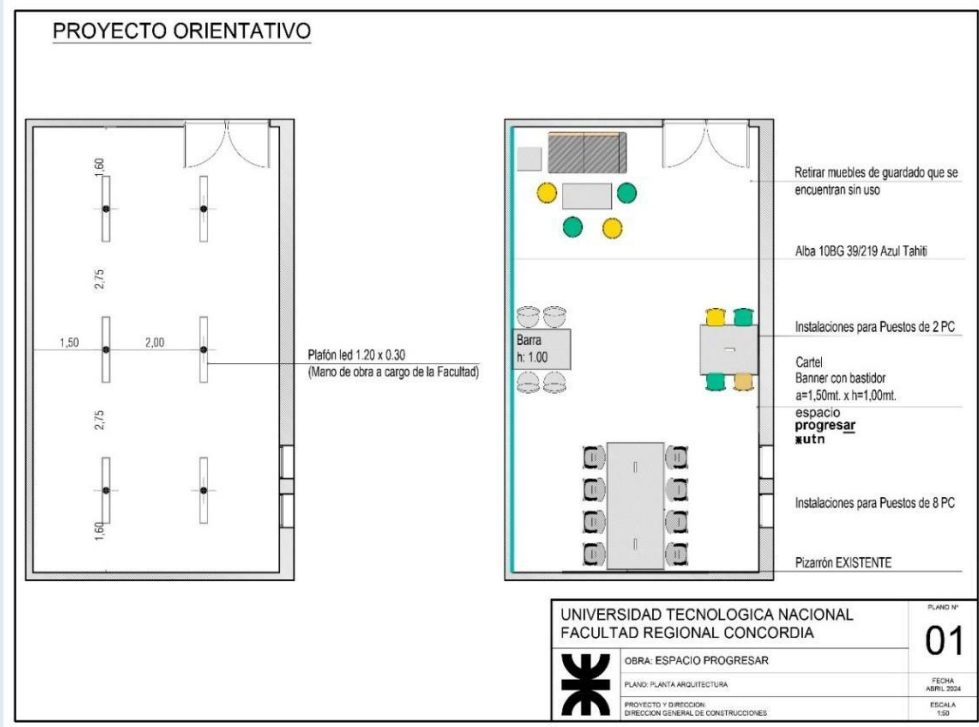 PROYECTO ORIENTATIVO
1,60
2,75
1,50
2,00
2,75
1,60
Plafón led 1.20 x 0.30
(Mano de obra a cargo de la Facultad)
Barra
h: 1.00
Retirar muebles de guardado que se
encuentran sin uso
Alba 10BG 39/219 Azul Tahiti
Instalaciones para Puestos de 2 PC
Cartel
Banner con bastidor
a=1,50mt. x h=1,00mt.
espacio
progresar
utn
Instalaciones para Puestos de 8 PC
Pizarrón EXISTENTE
UNIVERSIDAD TECNOLOGICA NACIONAL
FACULTAD REGIONAL CONCORDIA
PLANO Nº
01
OBRA: ESPACIO PROGRESAR
PLANO: PLANTA ARQUITECTURA
FECHA
ABRIL 2024
PROYECTO Y DIRECCION:
DIRECCION GENERAL DE CONSTRUCCIONES
ESCALA
1:50